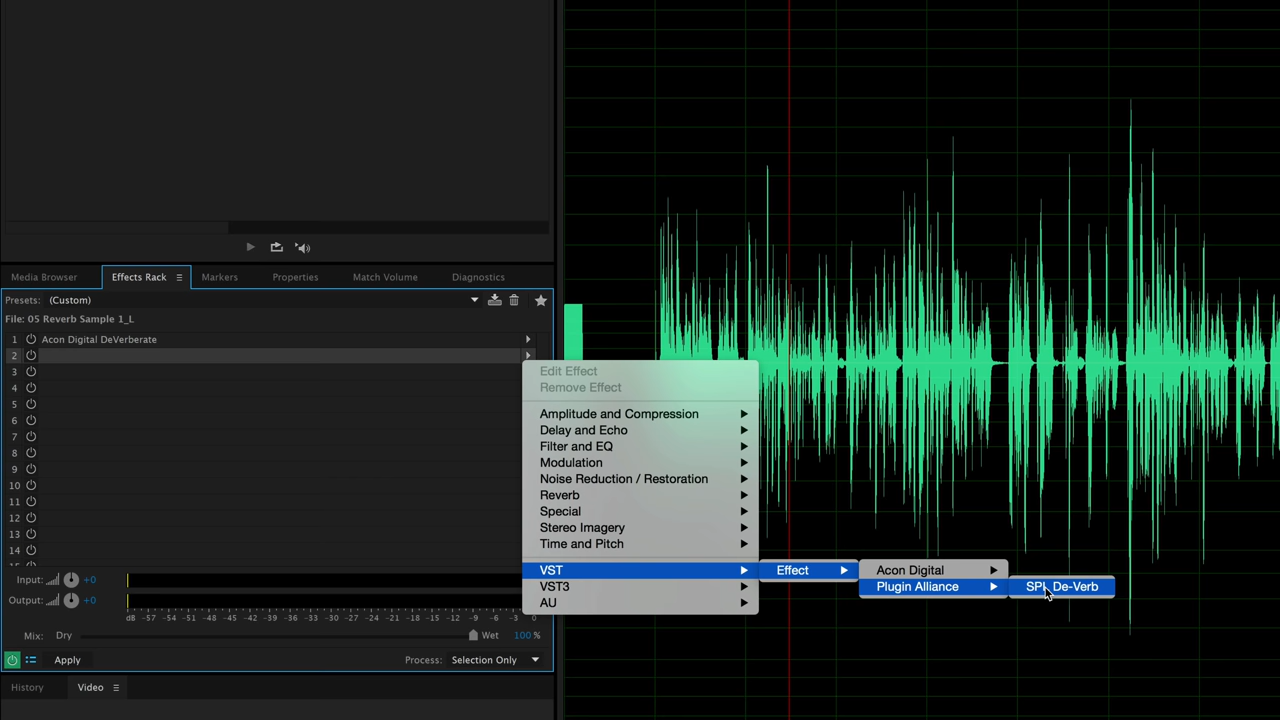 Media Browser
Effects Rack
Markers
Properties
Match Volume
Diagnostics
Presets: (Custom)
File: 05 Reverb Sample 1_L
1 Acon Digital DeVerberate
2
3
4
5
6
7
8
9
10
11
12
13
14
Edit Effect
Remove Effect
Amplitude and Compression
Delay and Echo
Filter and EQ
Modulation
Noise Reduction / Restoration
Reverb
Special
Stereo Imagery
Time and Pitch
VST
VST3
AU
Effect
Acon Digital
Plugin Alliance
SPL De-Verb
Input: +0
Output: +0
dB -57 -54 -51 -48 -45 -42 -39 -36 -33 -30 -27 -24 -21 -18 -15 -12 -9 -6 -3 0
Mix: Dry Wet 100 %
Apply
Process: Selection Only
History
Video